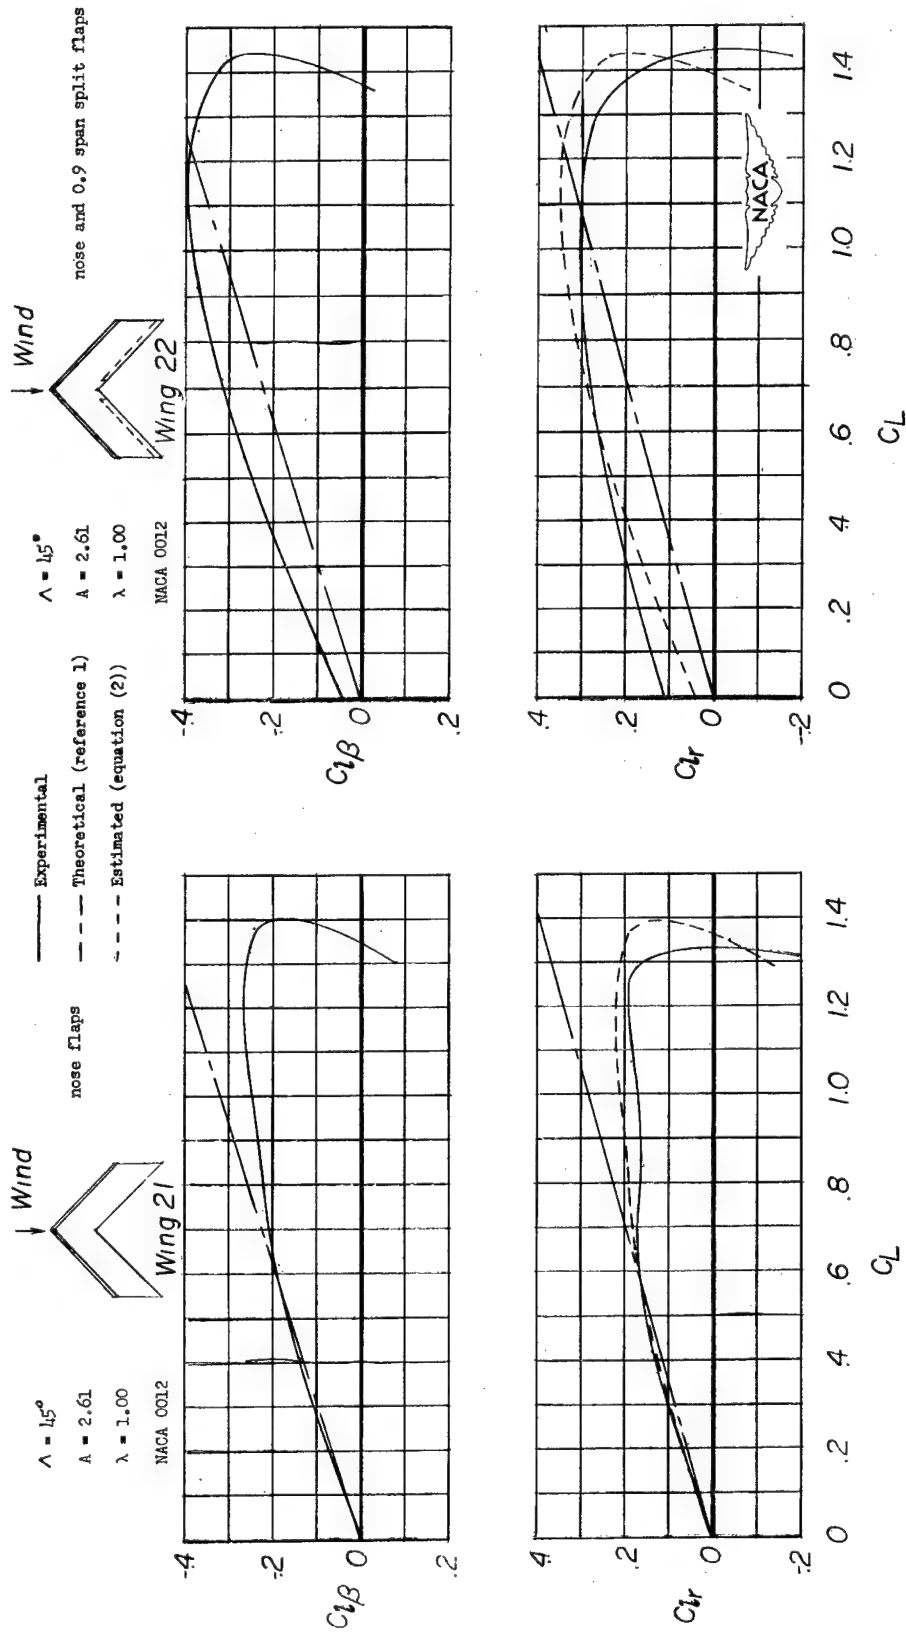 Λ = 45°
A = 2.61
λ = 1.00
NACA 0012
Wind
Wing 21
nose flaps
Experimental
Theoretical (reference 1)
Estimated (equation (2))
Λ = 45°
A = 2.61
λ = 1.00
NACA 0012
Wind
Wing 22
nose and 0.9 span split flaps
-.4
-.2
0
.2
Clβ
-.4
-.2
0
.2
Clβ
.4
.2
0
-.2
Clr
0 .2 .4 .6 .8 1.0 1.2 1.4
CL
.4
.2
0
-.2
Clr
0 .2 .4 .6 .8 1.0 1.2 1.4
CL
NACA